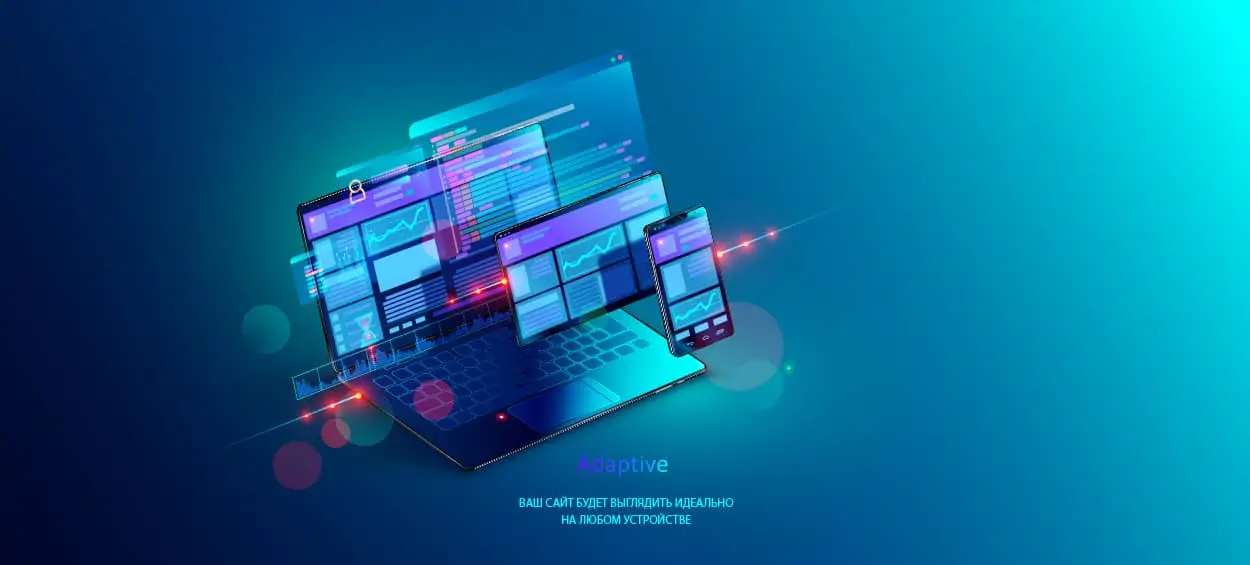 Adaptive
ВАШ САЙТ БУДЕТ ВЫГЛЯДИТЬ ИДЕАЛЬНО
НА ЛЮБОМ УСТРОЙСТВЕ